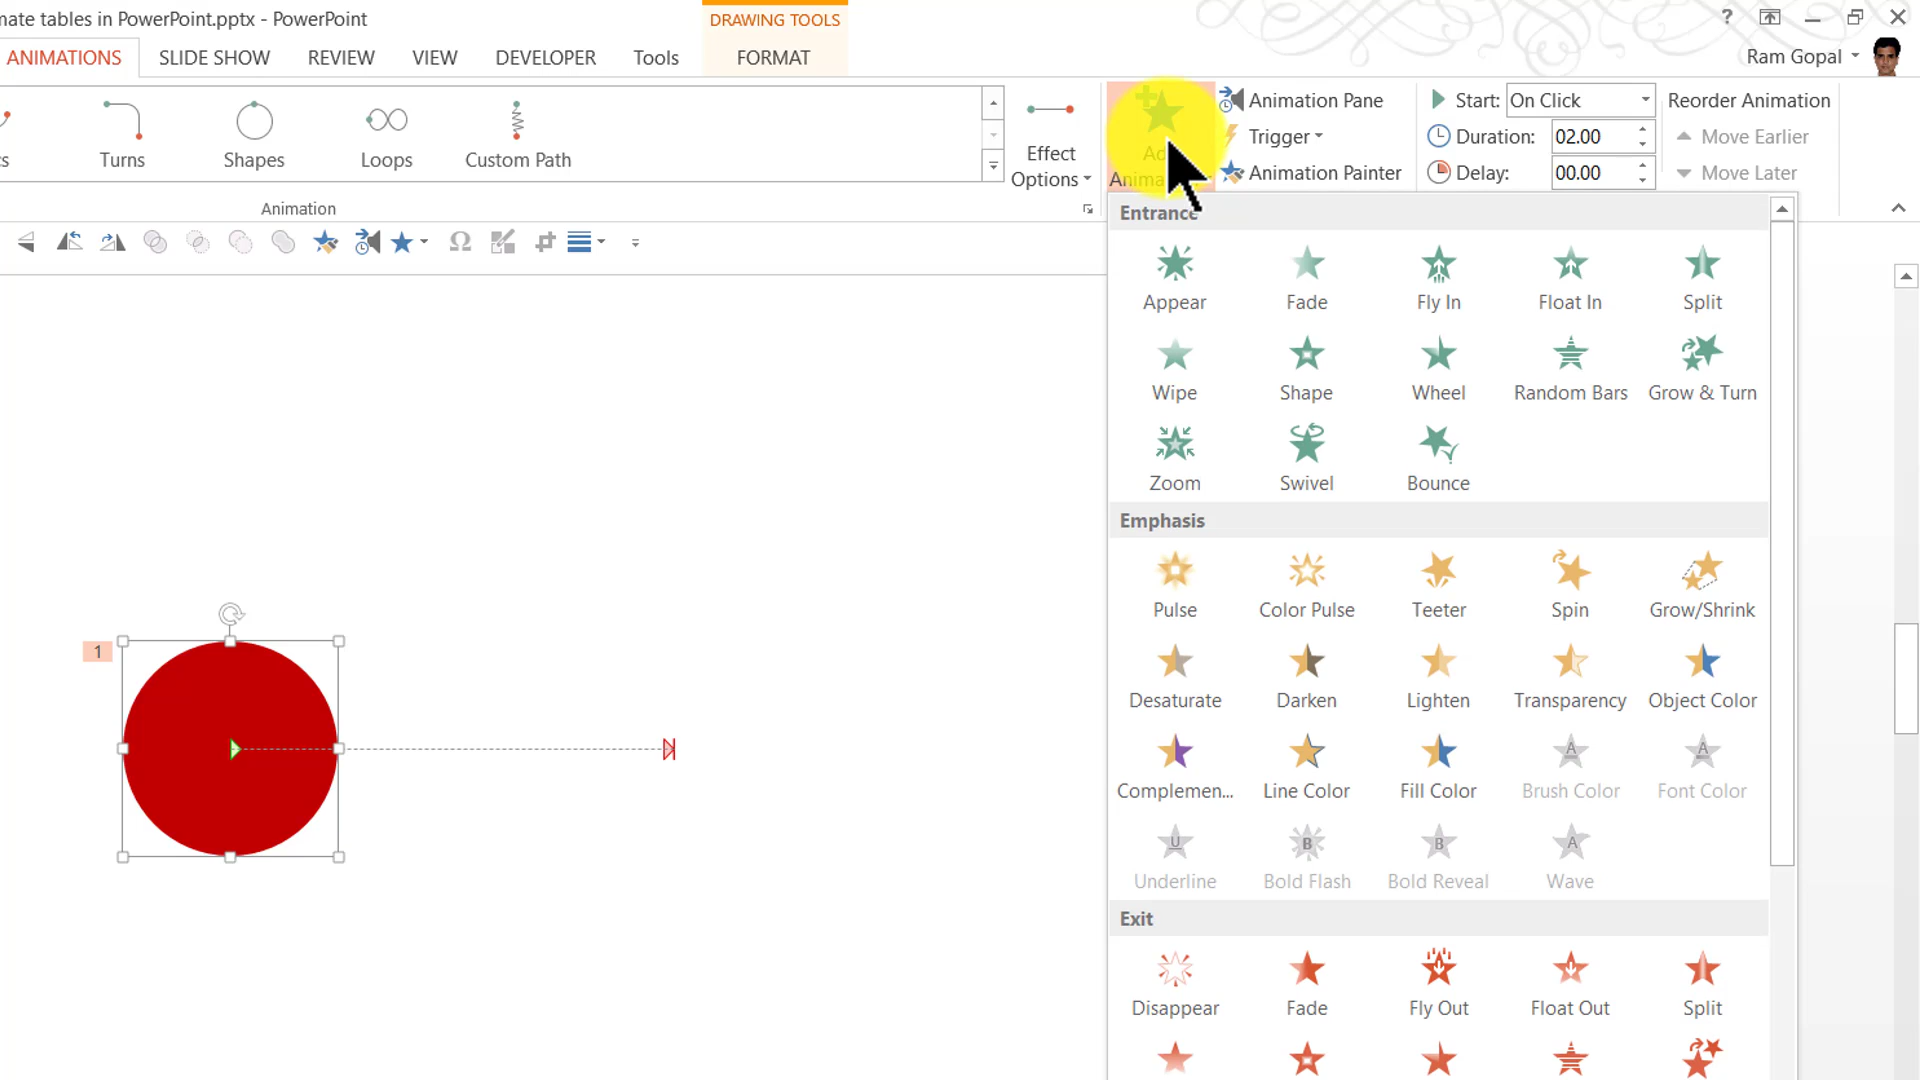 mate tables in PowerPoint.pptx - PowerPoint
DRAWING TOOLS
?
ANIMATIONS SLIDE SHOW REVIEW VIEW DEVELOPER Tools FORMAT
Ram Gopal
Turns Shapes Loops Custom Path
Effect
Options
Animation Pane
Trigger
Animation Painter
Start: On Click
Duration: 02.00
Delay: 00.00
Reorder Animation
Move Earlier
Move Later
Animation
Entrance
Appear Fade Fly In Float In Split
Wipe Shape Wheel Random Bars Grow & Turn
Zoom Swivel Bounce
Emphasis
Pulse Color Pulse Teeter Spin Grow/Shrink
Desaturate Darken Lighten Transparency Object Color
Complemen... Line Color Fill Color Brush Color Font Color
Underline Bold Flash Bold Reveal Wave
Exit
Disappear Fade Fly Out Float Out Split
1